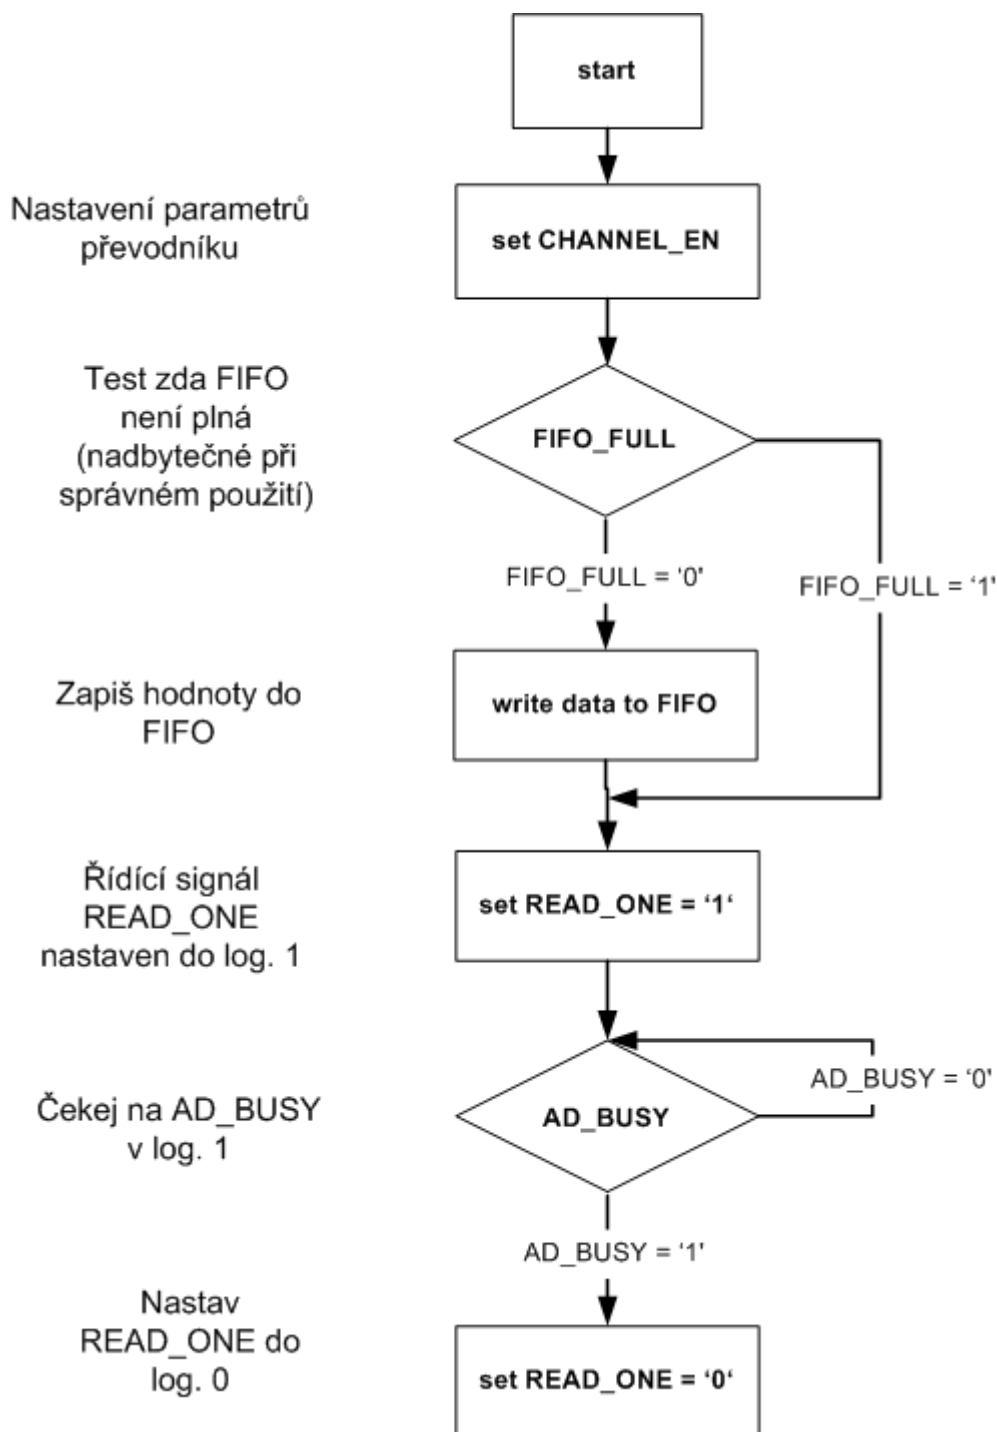 start
Nastavení parametrů
převodníku
set CHANNEL_EN
Test zda FIFO
není plná
(nadbytečné při
správném použití)
FIFO_FULL
FIFO_FULL = ‘0'
FIFO_FULL = ‘1'
Zapiš hodnoty do
FIFO
write data to FIFO
Řídící signál
READ_ONE
nastaven do log. 1
set READ_ONE = ‘1‘
Čekej na AD_BUSY
v log. 1
AD_BUSY
AD_BUSY = ‘0'
AD_BUSY = ‘1'
Nastav
READ_ONE do
log. 0
set READ_ONE = ‘0‘